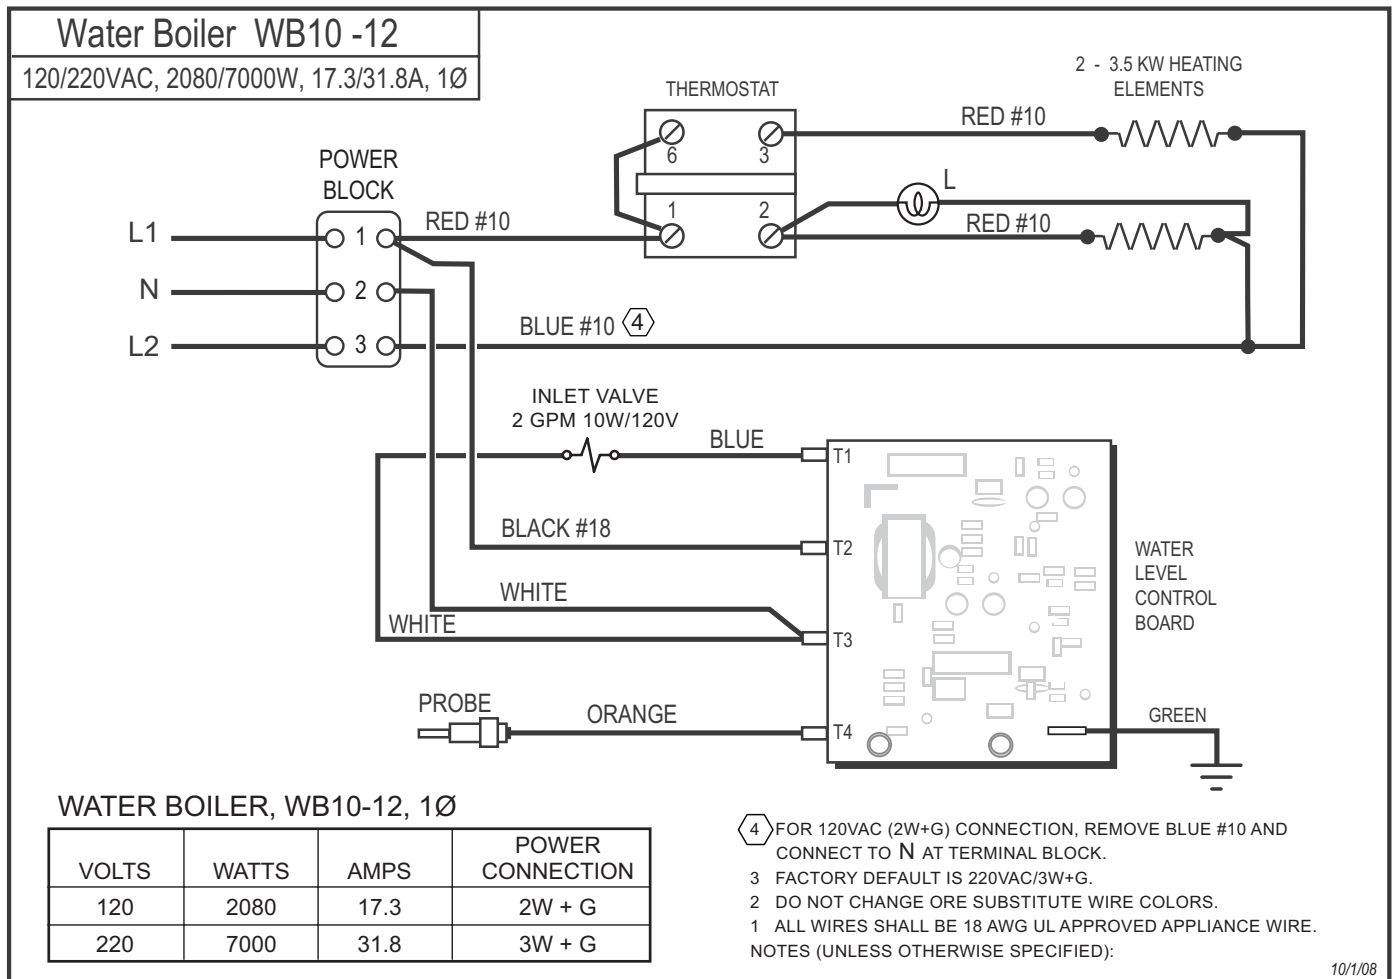 Water Boiler WB10 -12
120/220VAC, 2080/7000W, 17.3/31.8A, 1Ø
2 - 3.5 KW HEATING
ELEMENTS
THERMOSTAT
RED #10
6
3
POWER
BLOCK
L
1
2
RED #10
RED #10
L1
1
N
2
BLUE #10 4
L2
3
INLET VALVE
2 GPM 10W/120V
BLUE
T1
BLACK #18
T2
WATER
LEVEL
CONTROL
BOARD
WHITE
WHITE
T3
PROBE
ORANGE
T4
GREEN
WATER BOILER, WB10-12, 1Ø
VOLTS WATTS AMPS POWER CONNECTION
120 2080 17.3 2W + G
220 7000 31.8 3W + G
4 FOR 120VAC (2W+G) CONNECTION, REMOVE BLUE #10 AND
CONNECT TO N AT TERMINAL BLOCK.
3 FACTORY DEFAULT IS 220VAC/3W+G.
2 DO NOT CHANGE ORE SUBSTITUTE WIRE COLORS.
1 ALL WIRES SHALL BE 18 AWG UL APPROVED APPLIANCE WIRE.
NOTES (UNLESS OTHERWISE SPECIFIED):
10/1/08